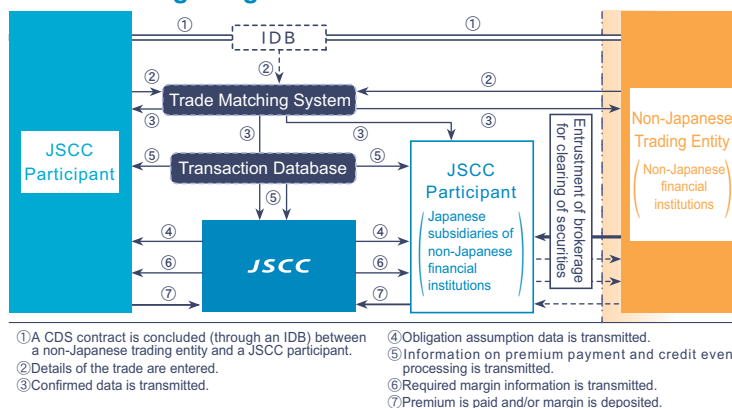 ①
IDB
①
②
②
②
Trade Matching System
③
③
③
③
Entrustment of brokerage
for clearing of securities
Non-Japanese
Trading Entity
(Non-Japanese
financial
institutions)
JSCC
Participant
⑤
Transaction Database
⑤
JSCC
Participant
(Japanese
subsidiaries of
non-Japanese
financial
institutions)
⑤
④
④
JSCC
⑥
⑥
⑦
⑦
①A CDS contract is concluded (through an IDB) between
a non-Japanese trading entity and a JSCC participant.
②Details of the trade are entered.
③Confirmed data is transmitted.
④Obligation assumption data is transmitted.
⑤Information on premium payment and credit even
processing is transmitted.
⑥Required margin information is transmitted.
⑦Premium is paid and/or margin is deposited.